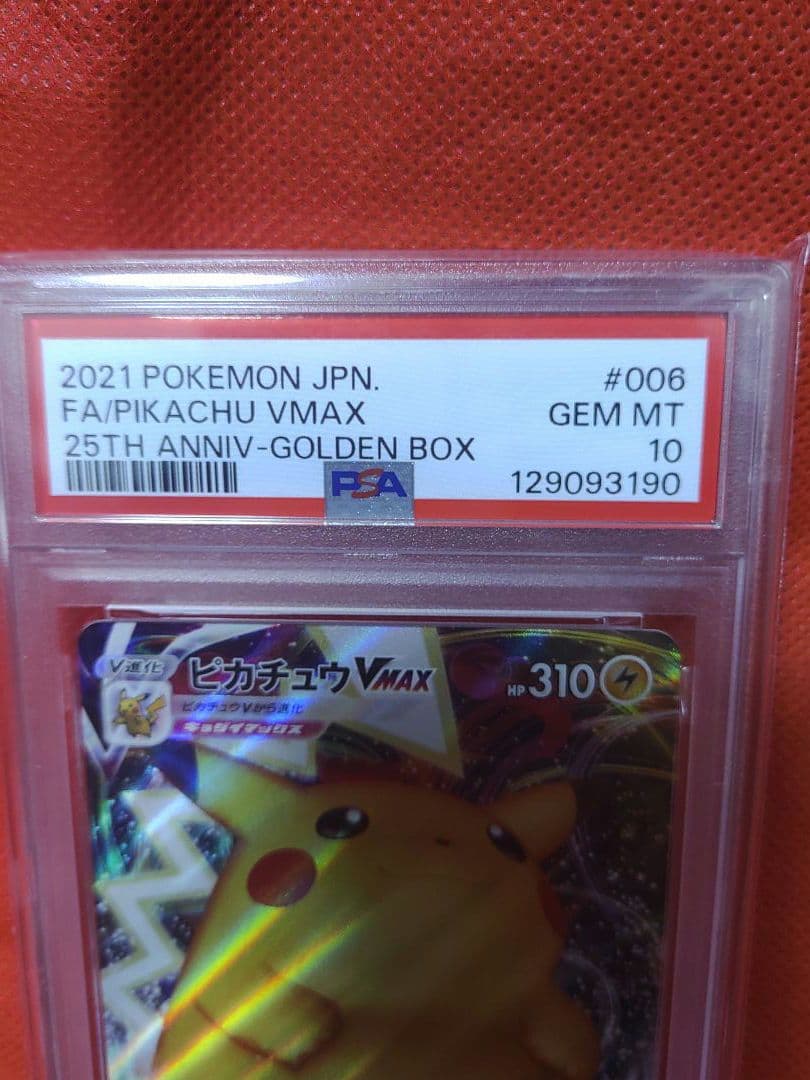 2021 POKEMON JPN. #006
FA/PIKACHU VMAX GEM MT
25TH ANNIV-GOLDEN BOX 10
PSA 129093190
V進化 ピカチュウVMAX HP310
ピカチュウVから進化
キョダイマックス